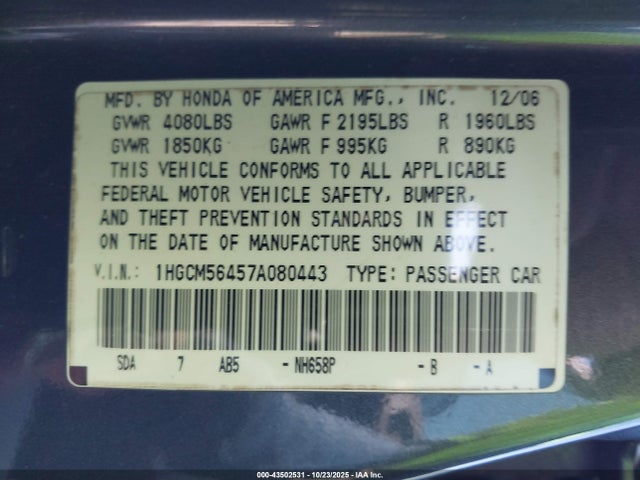 MFD. BY HONDA OF AMERICA MFG., INC. 12/06
GVWR 4080LBS GAWR F 2195LBS R 1960LBS
GVWR 1850KG GAWR F 995KG R 890KG
THIS VEHICLE CONFORMS TO ALL APPLICABLE
FEDERAL MOTOR VEHICLE SAFETY, BUMPER,
AND THEFT PREVENTION STANDARDS IN EFFECT
ON THE DATE OF MANUFACTURE SHOWN ABOVE.
V.I.N.: 1HGCM56457A080443 TYPE: PASSENGER CAR
SDA 7 AB5 -NH658P -B -A
000-43502531 - 10/23/2025 - IAA Inc.